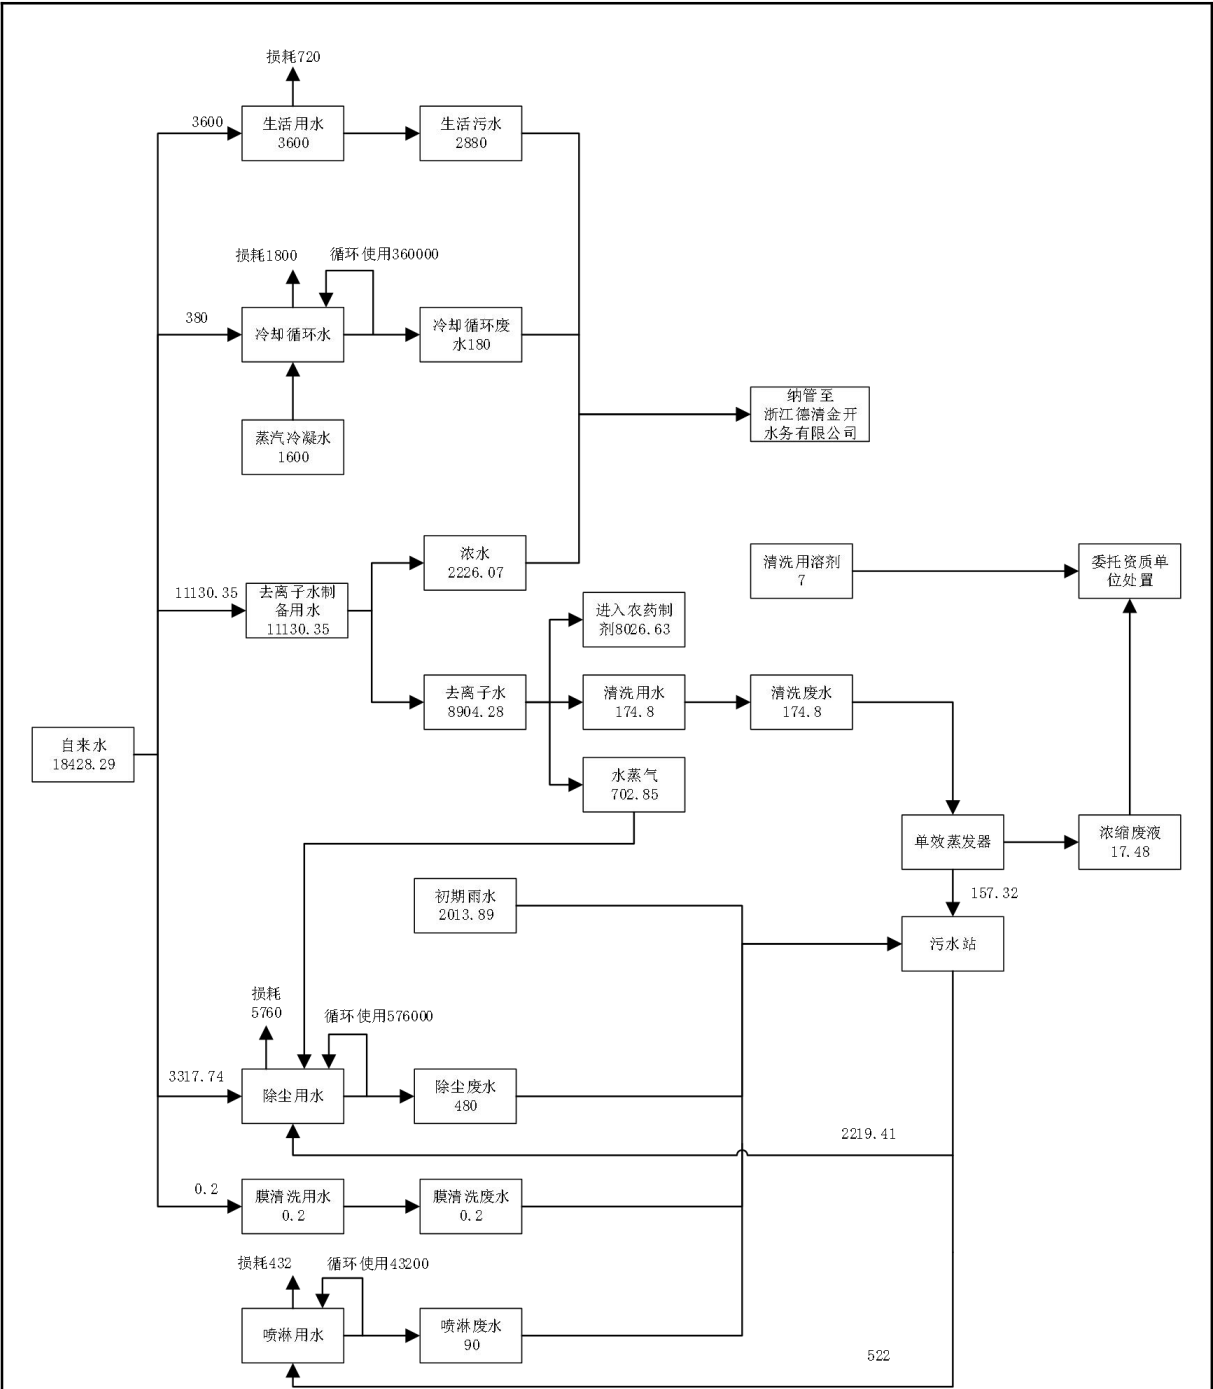 损耗720
3600
生活用水
3600
生活污水
2880
损耗1800
循环使用360000
380
冷却循环水
冷却循环废
水180
蒸汽冷凝水
1600
纳管至
浙江德清金开
水务有限公司
11130.35
去离子水制
备用水
11130.35
浓水
2226.07
清洗用溶剂
7
委托资质单
位处置
进入农药制
剂8026.63
去离子水
8904.28
清洗用水
174.8
清洗废水
174.8
自来水
18428.29
水蒸气
702.85
单效蒸发器
浓缩废液
17.48
157.32
初期雨水
2013.89
污水站
损耗
5760
循环使用576000
3317.74
除尘用水
除尘废水
480
2219.41
0.2
膜清洗用水
0.2
膜清洗废水
0.2
损耗432
循环使用43200
喷淋用水
喷淋废水
90
522